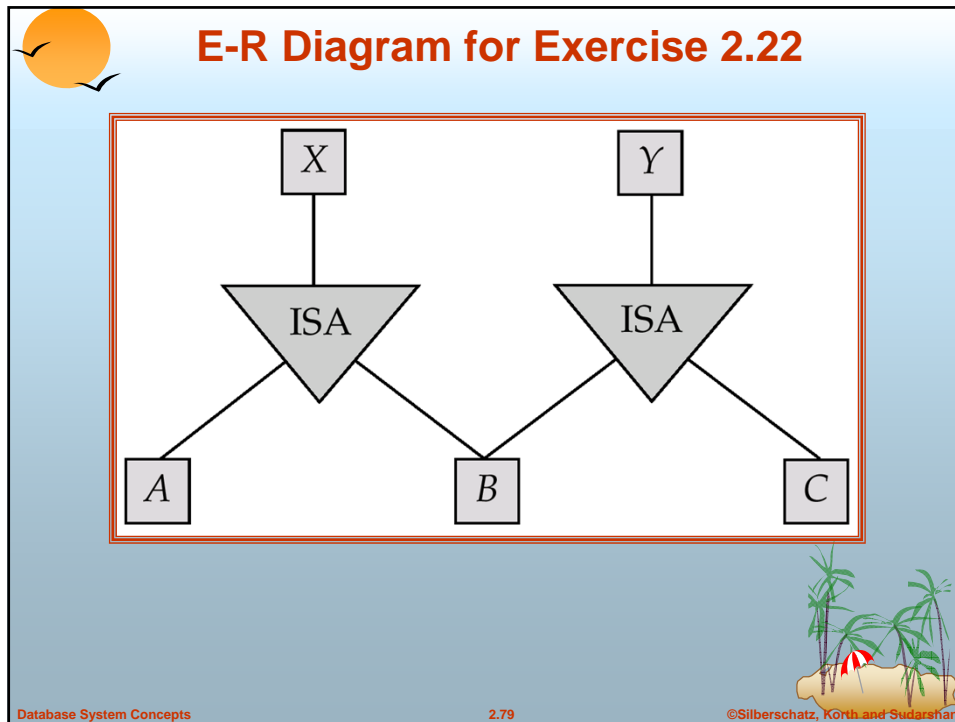 E-R Diagram for Exercise 2.22
X Y
ISA ISA
A B C
Database System Concepts 2.79 ©Silberschatz, Korth and Sudarshan